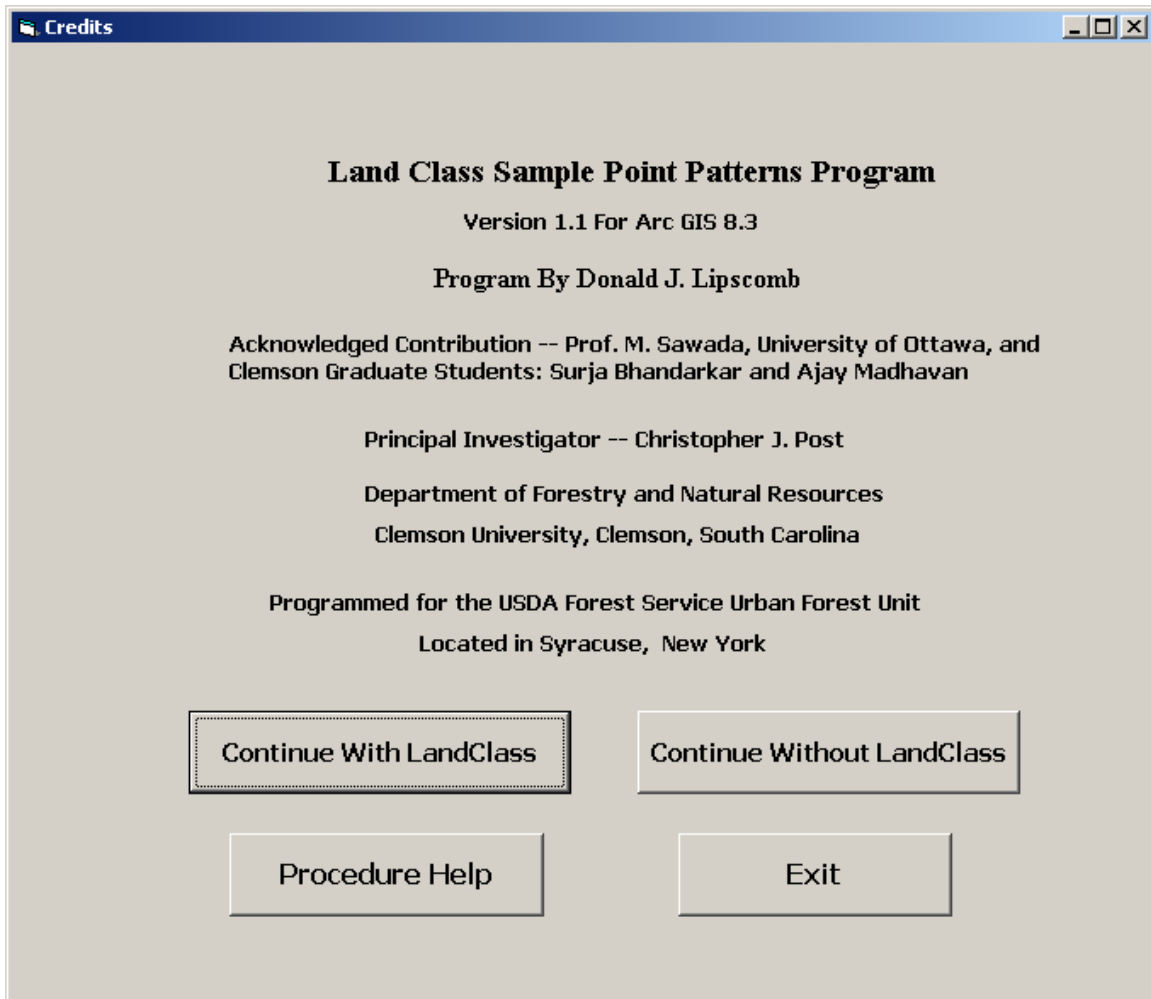 Credits
Land Class Sample Point Patterns Program
Version 1.1 For Arc GIS 8.3
Program By Donald J. Lipscomb
Acknowledged Contribution -- Prof. M. Sawada, University of Ottawa, and
Clemson Graduate Students: Surja Bhandarkar and Ajay Madhavan
Principal Investigator -- Christopher J. Post
Department of Forestry and Natural Resources
Clemson University, Clemson, South Carolina
Programmed for the USDA Forest Service Urban Forest Unit
Located in Syracuse,  New York
Continue With LandClass
Continue Without LandClass
Procedure Help
Exit